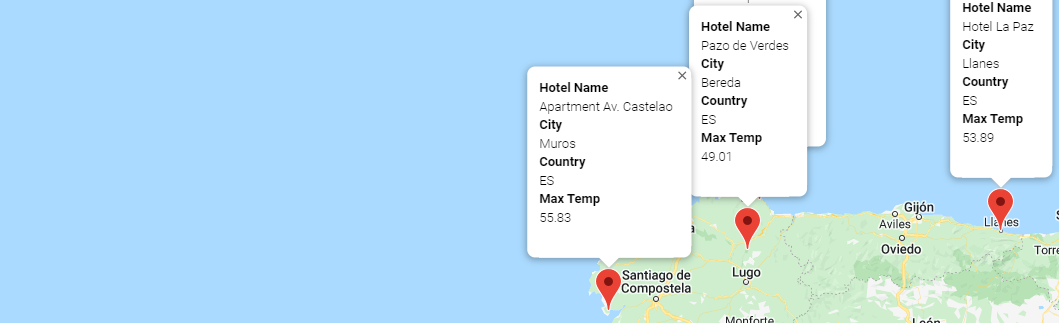 Hotel Name
Apartment Av. Castelao
City
Muros
Country
ES
Max Temp
55.83
Hotel Name
Pazo de Verdes
City
Bereda
Country
ES
Max Temp
49.01
Hotel Name
Hotel La Paz
City
Llanes
Country
ES
Max Temp
53.89
Santiago de
Compostela
Lugo
Monforte
Gijón
Avilés
Oviedo
Llanes
León
Torre